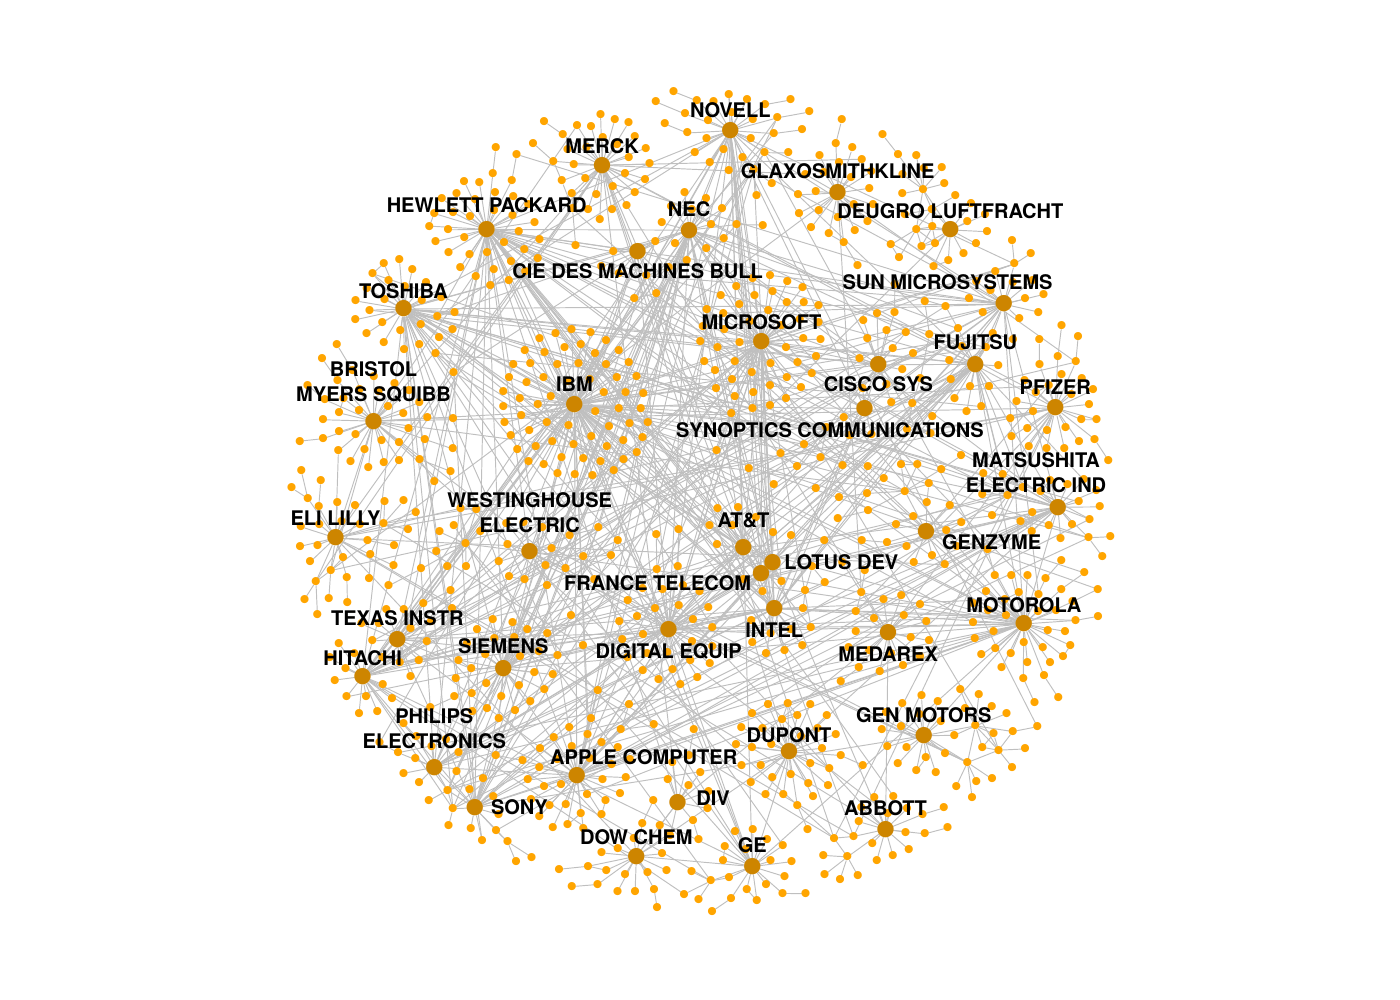 NOVELL
MERCK
GLAXOSMITHKLINE
HEWLETT PACKARD
NEC
DEUGRO LUFTFRACHT
CIE DES MACHINES BULL
SUN MICROSYSTEMS
TOSHIBA
MICROSOFT
FUJITSU
BRISTOL
MYERS SQUIBB
IBM
CISCO SYS
PFIZER
SYNOPTICS COMMUNICATIONS
MATSUSHITA
ELECTRIC IND
WESTINGHOUSE
ELECTRIC
ELI LILLY
AT&T
GENZYME
LOTUS DEV
FRANCE TELECOM
MOTOROLA
TEXAS INSTR
INTEL
SIEMENS
DIGITAL EQUIP
MEDAREX
HITACHI
PHILIPS
ELECTRONICS
GEN MOTORS
DUPONT
APPLE COMPUTER
DIV
SONY
ABBOTT
DOW CHEM
GE